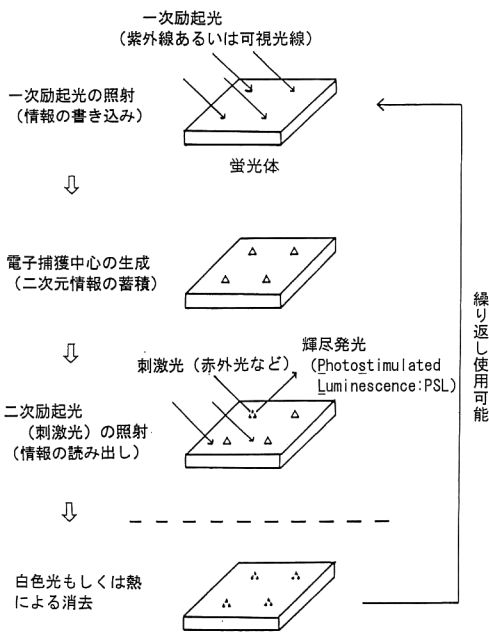 一次励起光
(紫外線あるいは可視光線)
一次励起光の照射
(情報の書き込み)
蛍光体
電子捕獲中心の生成
(二次元情報の蓄積)
刺激光(赤外光など)
輝尽発光
(Photostimulated
Luminescence:PSL)
二次励起光
(刺激光)の照射
(情報の読み出し)
白色光もしくは熱
による消去
繰り返し使用可能